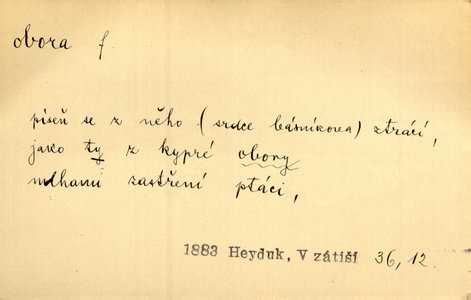 obora f.
píseň se z něho (srdce básníkova) ztrácí,
jako ty z kypré obory
mlhami zastření ptáci,
1883 Heyduk, V zátiší 36, 12.